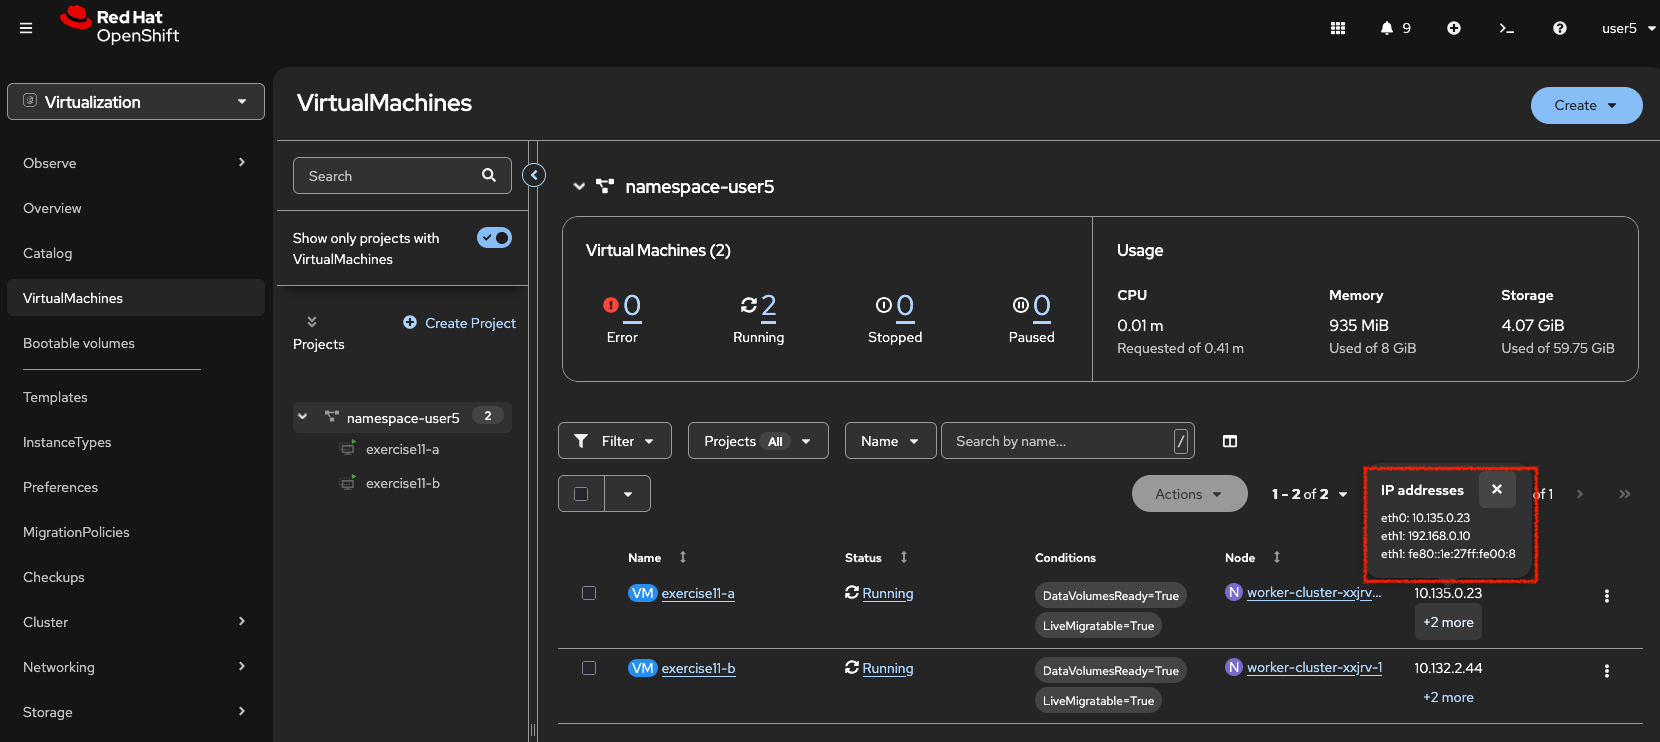 Red Hat
OpenShift
9
user5
Virtualization
Observe
Overview
Catalog
VirtualMachines
Bootable volumes
Templates
InstanceTypes
Preferences
MigrationPolicies
Checkups
Cluster
Networking
Storage
VirtualMachines
Create
Search
Show only projects with
VirtualMachines
Projects
Create Project
namespace-user5 2
exercise11-a
exercise11-b
namespace-user5
Virtual Machines (2)
0 2 0 0
Error Running Stopped Paused
Usage
CPU Memory Storage
0.01 m 935 MiB 4.07 GiB
Requested of 0.41 m Used of 8 GiB Used of 59.75 GiB
Filter Projects All Name Search by name... /
Actions 1 - 2 of 2 of 1
IP addresses
eth0: 10.135.0.23
eth1: 192.168.0.10
eth1: fe80::1e:27ff:fe00:8
Name Status Conditions Node
VM exercise11-a Running DataVolumesReady=True N worker-cluster-xxjrv-... 10.135.0.23
LiveMigratable=True +2 more
VM exercise11-b Running DataVolumesReady=True N worker-cluster-xxjrv-1 10.132.2.44
LiveMigratable=True +2 more